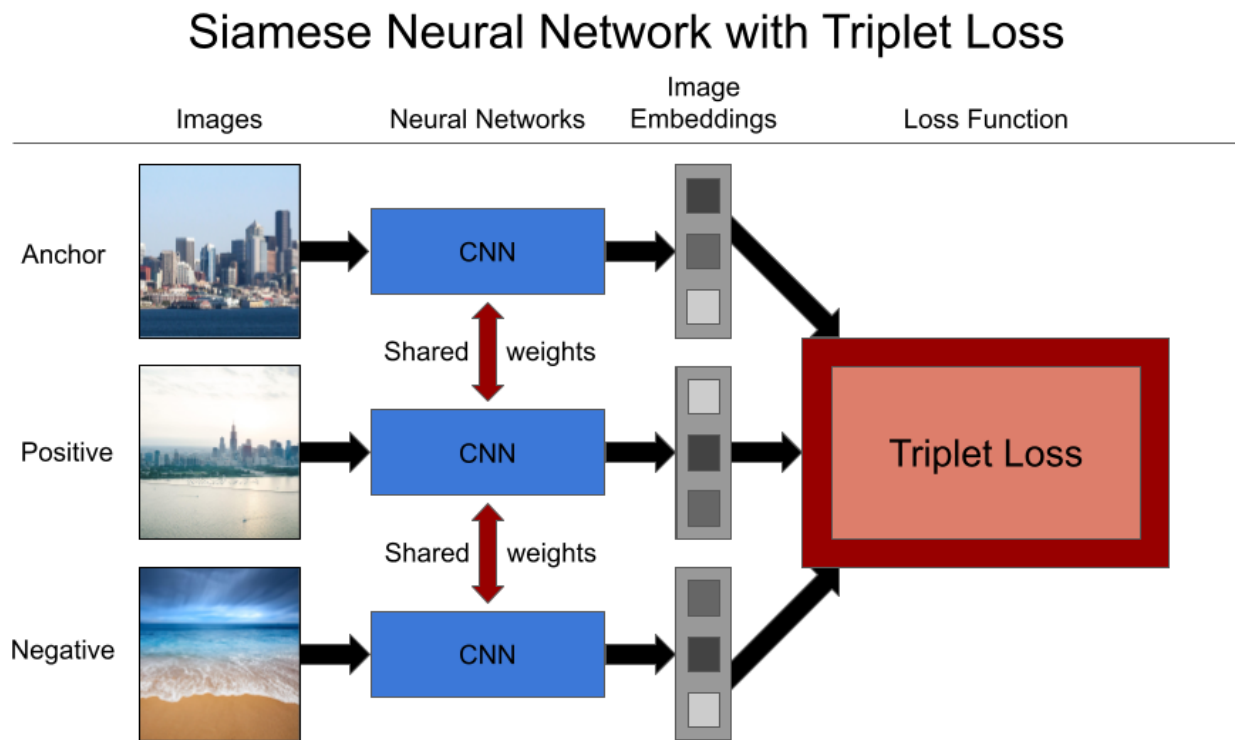 Siamese Neural Network with Triplet Loss
Images
Neural Networks
Image
Embeddings
Loss Function
Anchor
CNN
Shared weights
Positive
CNN
Triplet Loss
Shared weights
Negative
CNN